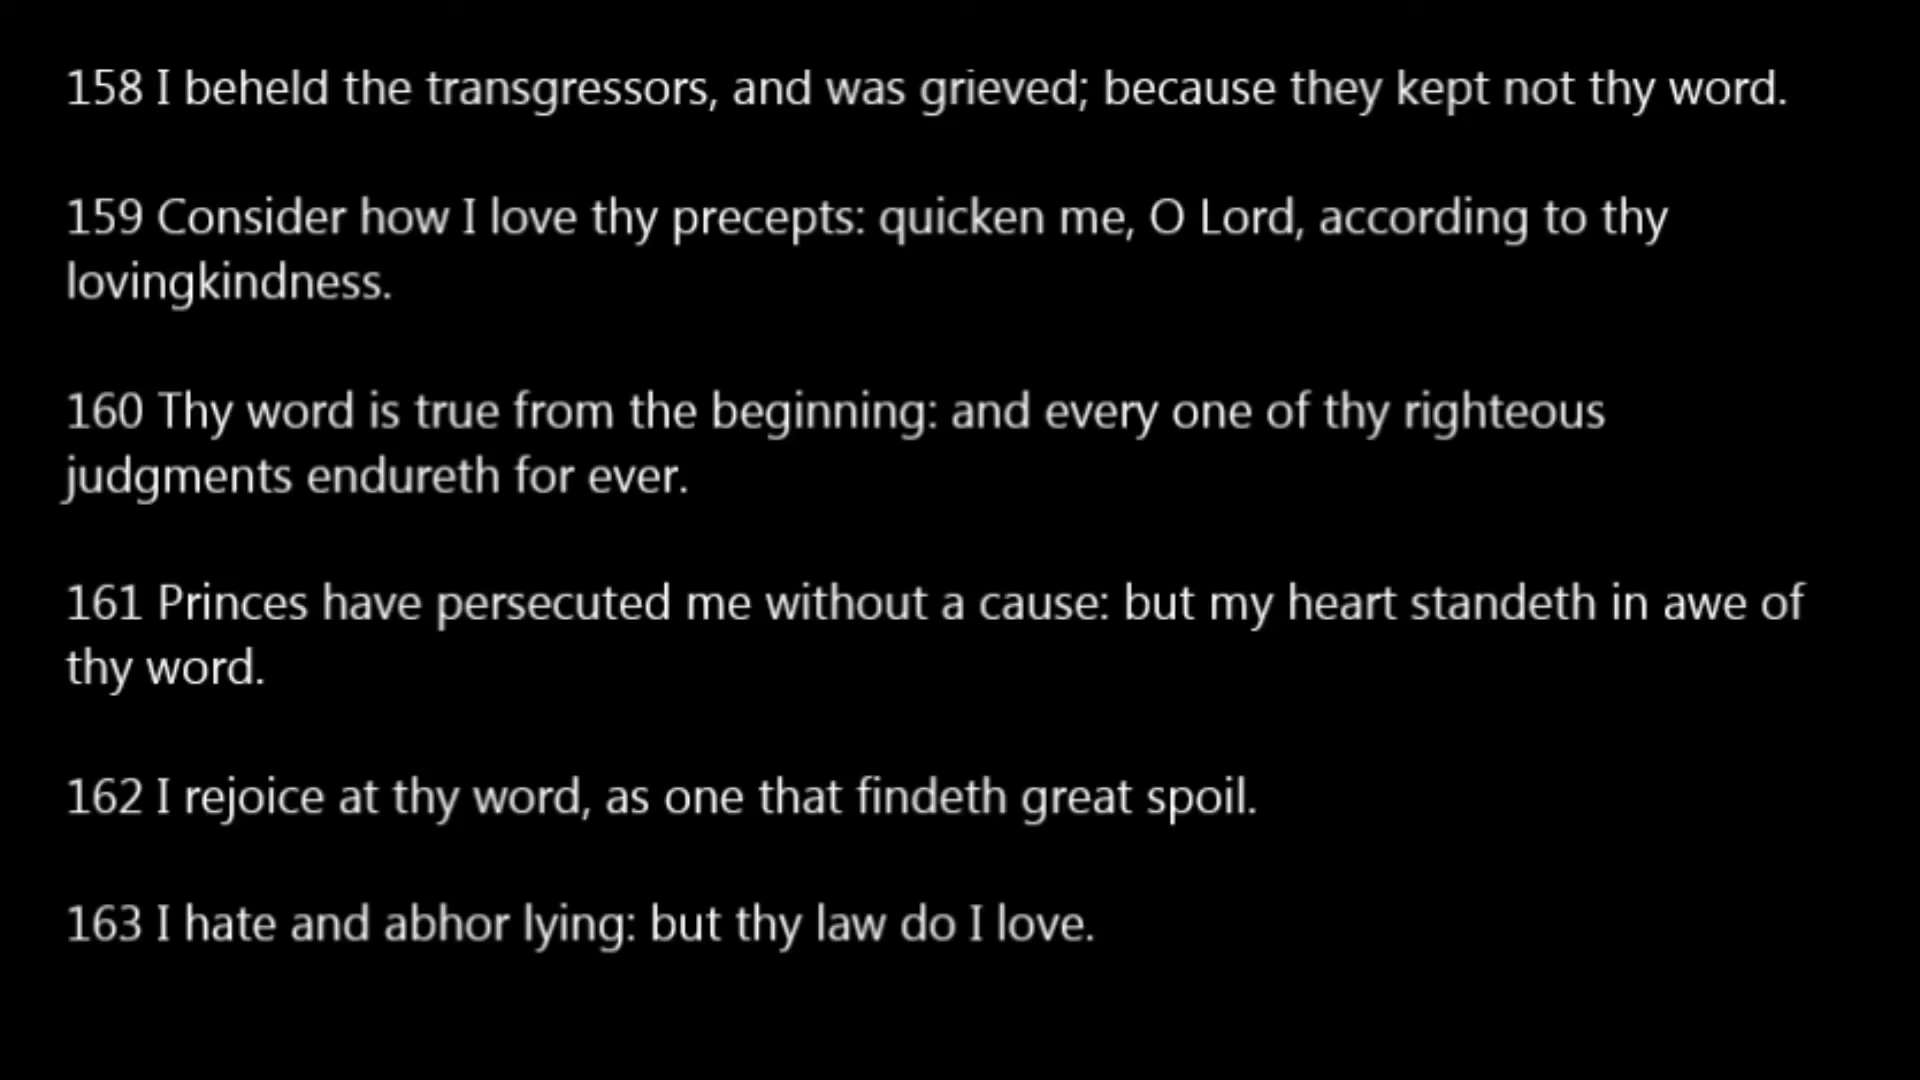 158 I beheld the transgressors, and was grieved; because they kept not thy word.
159 Consider how I love thy precepts: quicken me, O Lord, according to thy
lovingkindness.
160 Thy word is true from the beginning: and every one of thy righteous
judgments endureth for ever.
161 Princes have persecuted me without a cause: but my heart standeth in awe of
thy word.
162 I rejoice at thy word, as one that findeth great spoil.
163 I hate and abhor lying: but thy law do I love.